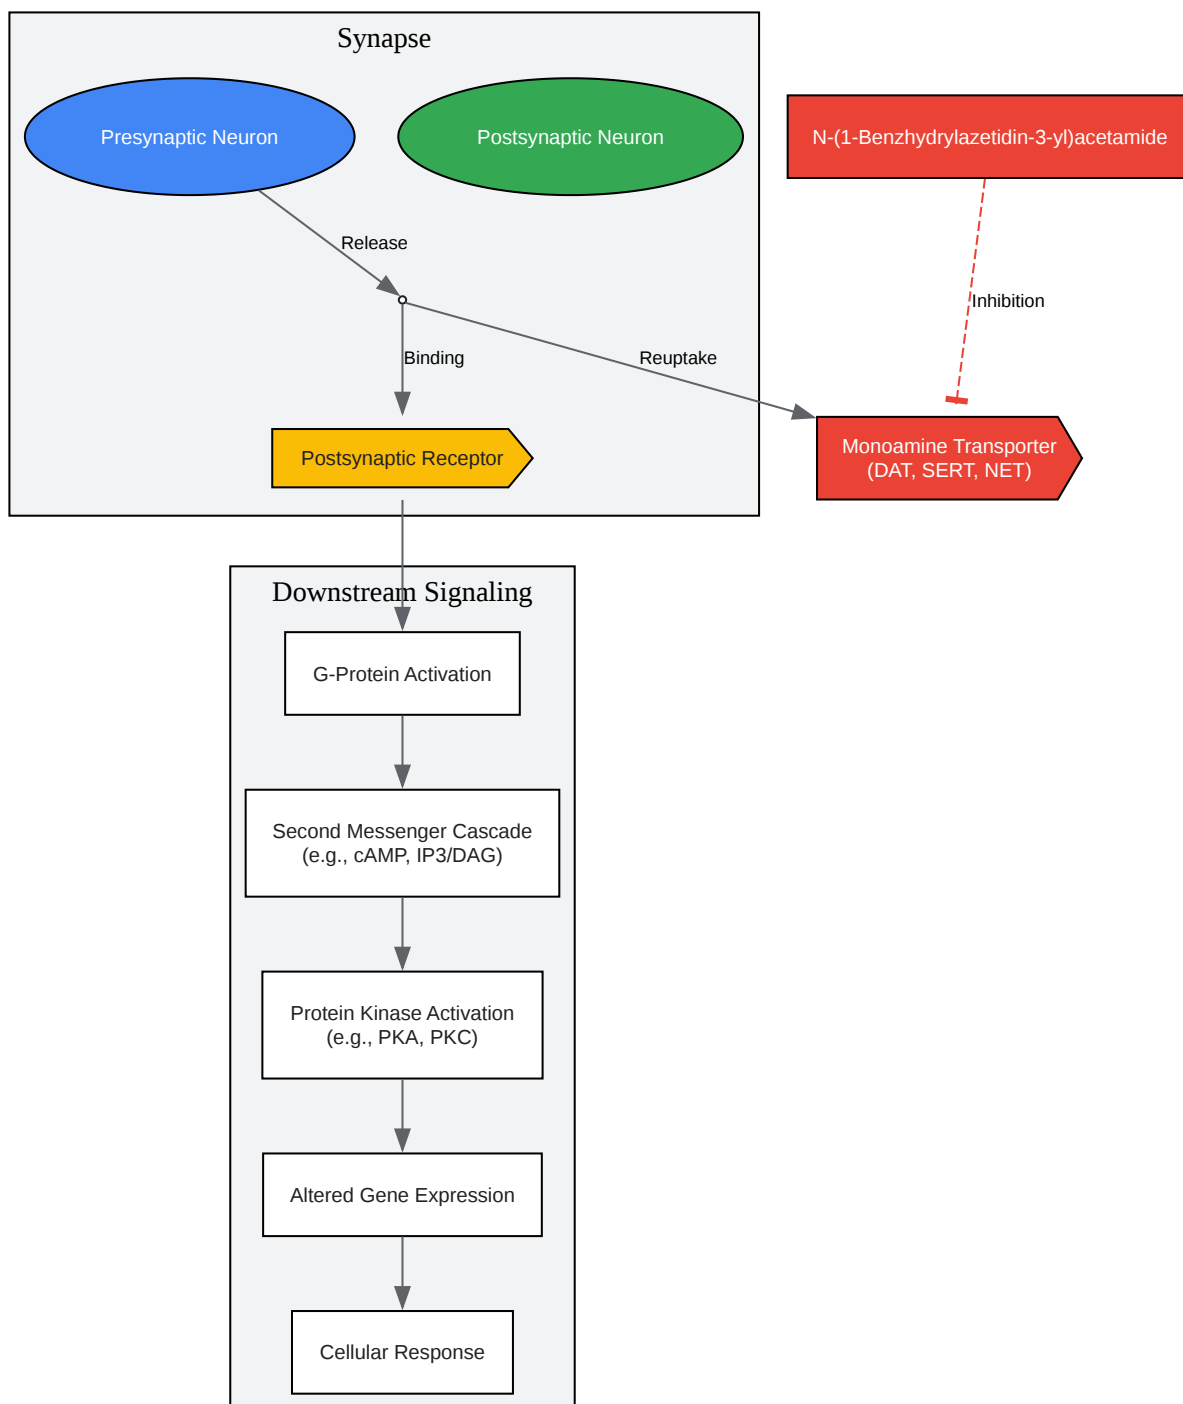 Synapse
Presynaptic Neuron
Postsynaptic Neuron
N-(1-Benzhydrylazetidin-3-yl)acetamide
Release
Inhibition
Binding
Reuptake
Postsynaptic Receptor
Monoamine Transporter
(DAT, SERT, NET)
Downstream Signaling
G-Protein Activation
Second Messenger Cascade
(e.g., cAMP, IP3/DAG)
Protein Kinase Activation
(e.g., PKA, PKC)
Altered Gene Expression
Cellular Response